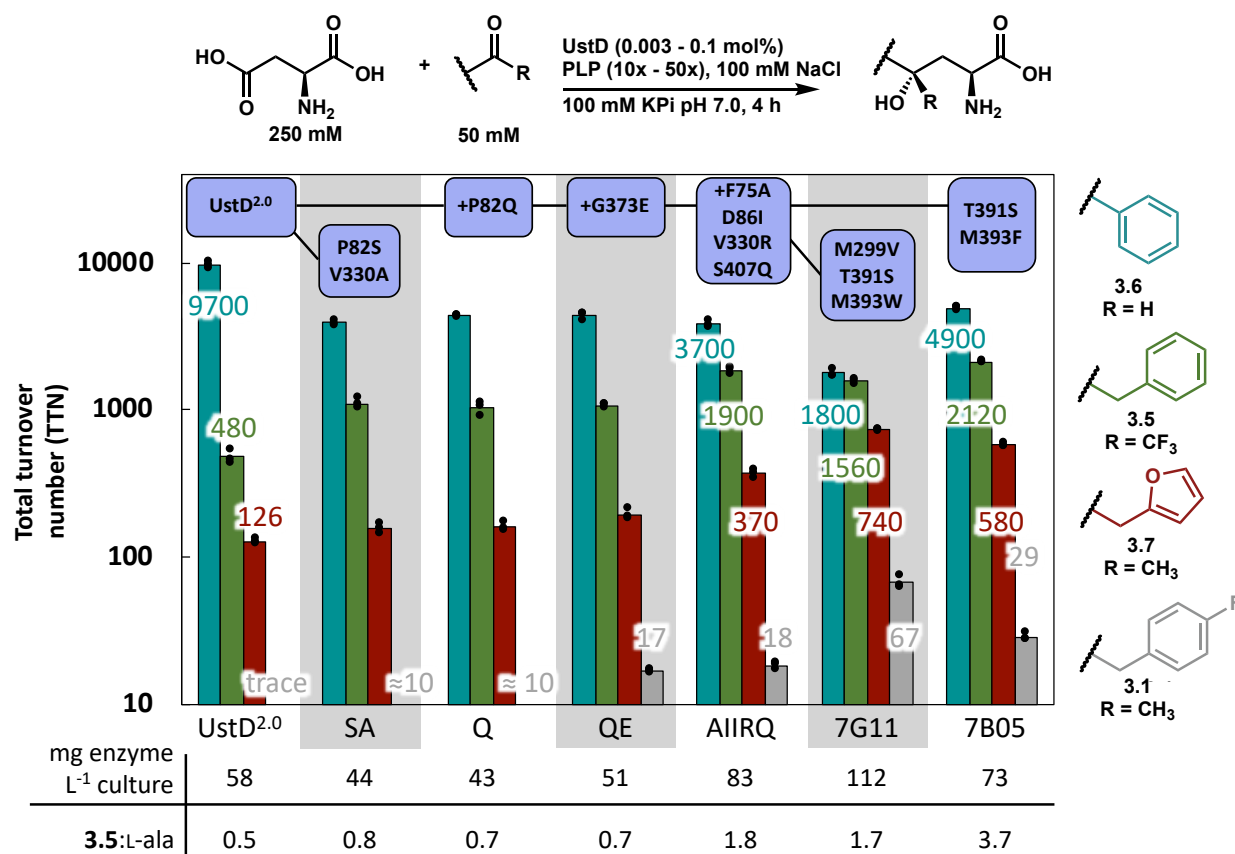 O
HO
OH
O
NH₂
250 mM
+
O
R
50 mM
UstD (0.003 - 0.1 mol%)
PLP (10x - 50x), 100 mM NaCl
100 mM KPi pH 7.0, 4 h
O
OH
HO
R
NH₂
UstD²·⁰
P82S
V330A
+P82Q
+G373E
+F75A
D86I
V330R
S407Q
M299V
T391S
M393W
T391S
M393F
Total turnover
number (TTN)
10000
1000
100
10
9700
480
126
trace
≈10
≈ 10
17
3700
1900
370
18
1800
1560
740
67
4900
2120
580
29
3.6
R = H
3.5
R = CF₃
O
3.7
R = CH₃
F
3.1
R = CH₃
UstD²·⁰ SA Q QE AIIRQ 7G11 7B05
mg enzyme
L⁻¹ culture 58 44 43 51 83 112 73
3.5:L-ala 0.5 0.8 0.7 0.7 1.8 1.7 3.7